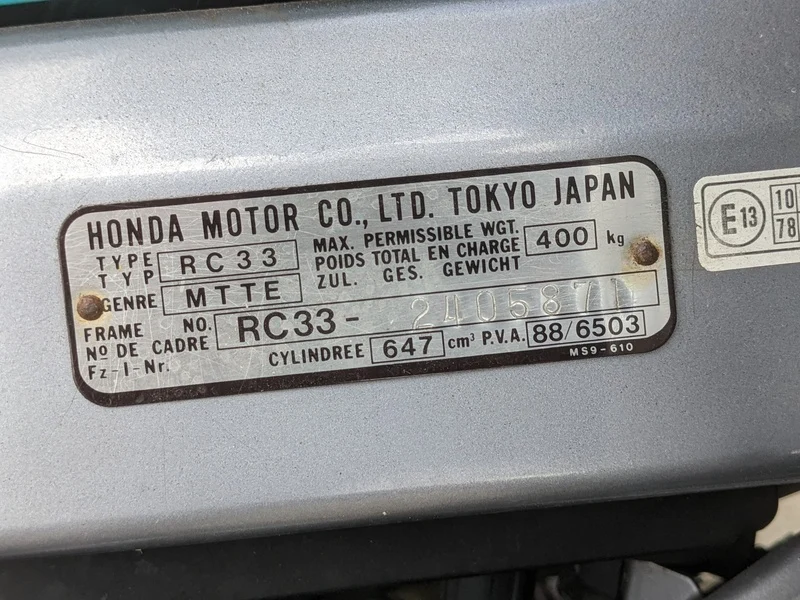 HONDA MOTOR CO., LTD. TOKYO JAPAN
TYPE
TYP
RC33
MAX. PERMISSIBLE WGT.
POIDS TOTAL EN CHARGE
ZUL. GES. GEWICHT
400 kg
GENRE MTTE
FRAME NO.
Nº DE CADRE
Fz-I-Nr.
RC33-
CYLINDREE 647 cm³ P.V.A. 88/6503
MS9-610
E13
10
78